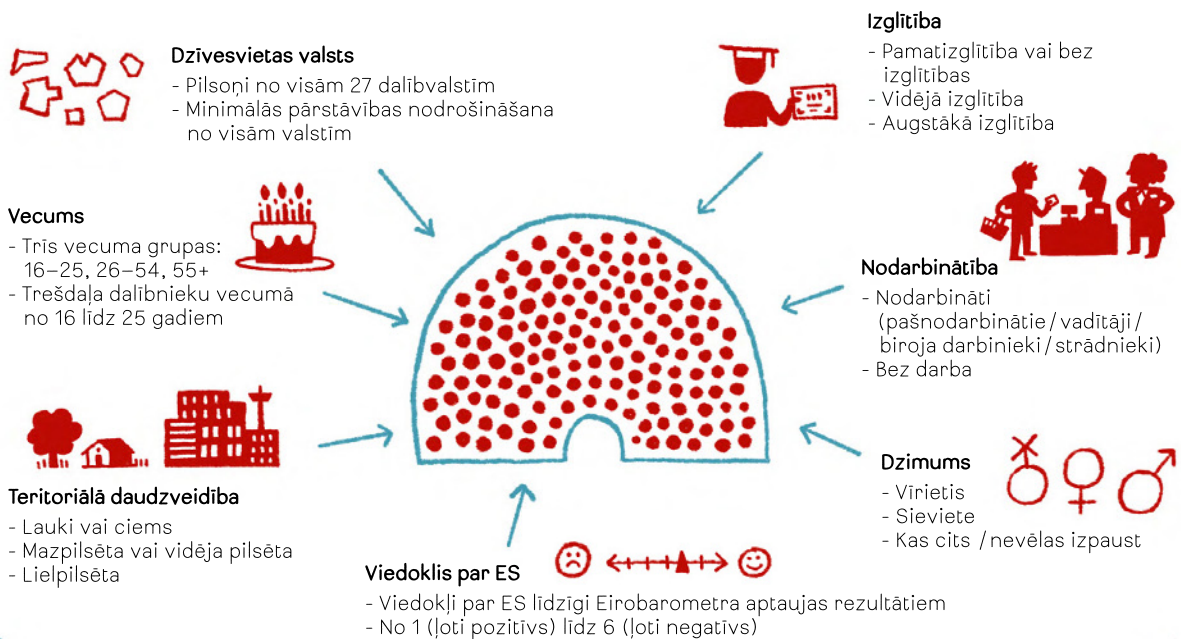 Dzīvesvietas valsts
- Pilsoņi no visām 27 dalībvalstīm
- Minimālās pārstāvības nodrošināšana
no visām valstīm
Vecums
- Trīs vecuma grupas:
16–25, 26–54, 55+
- Trešdaļa dalībnieku vecumā
no 16 līdz 25 gadiem
Teritoriālā daudzveidība
- Lauki vai ciems
- Mazpilsēta vai vidēja pilsēta
- Lielpilsēta
Viedoklis par ES
- Viedokļi par ES līdzīgi Eirobarometra aptaujas rezultātiem
- No 1 (ļoti pozitīvs) līdz 6 (ļoti negatīvs)
Izglītība
- Pamatizglītība vai bez
izglītības
- Vidējā izglītība
- Augstākā izglītība
Nodarbinātība
- Nodarbināti
(pašnodarbinātie / vadītāji /
biroja darbinieki / strādnieki)
- Bez darba
Dzimums
- Vīrietis
- Sieviete
- Kas cits / nevēlas izpaust